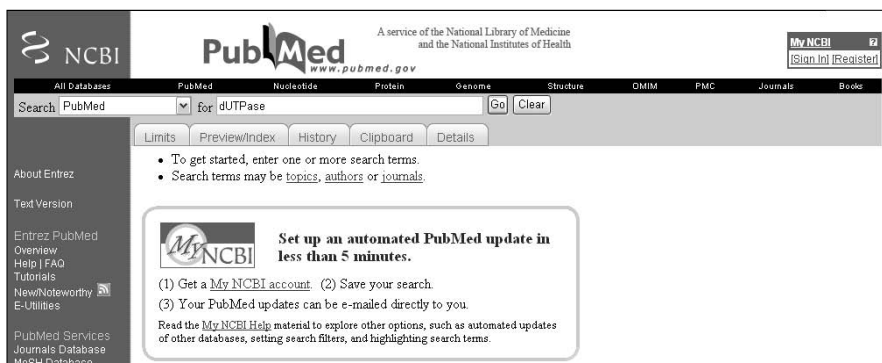 NCBI
PubMed
www.pubmed.gov
A service of the National Library of Medicine
and the National Institutes of Health
My NCBI ?
[Sign In] [Register]
All Databases PubMed Nucleotide Protein Genome Structure OMIM PMC Journals Books
Search PubMed for dUTPase Go Clear
Limits Preview/Index History Clipboard Details
• To get started, enter one or more search terms.
• Search terms may be topics, authors or journals.
About Entrez
Text Version
Entrez PubMed
Overview
Help | FAQ
Tutorials
New/Noteworthy
E-Utilities
PubMed Services
Journals Database
MeSH Database
My NCBI
Set up an automated PubMed update in
less than 5 minutes.
(1) Get a My NCBI account. (2) Save your search.
(3) Your PubMed updates can be e-mailed directly to you.
Read the My NCBI Help material to explore other options, such as automated updates
of other databases, setting search filters, and highlighting search terms.